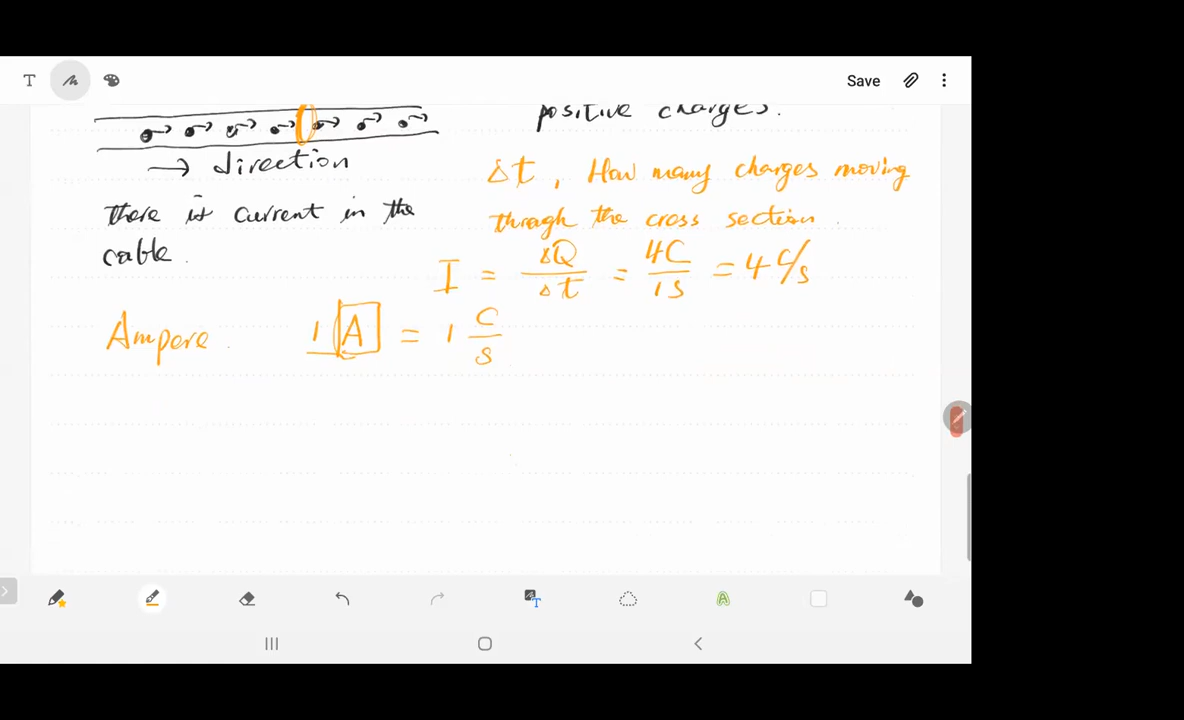 T
Save
positive charges.
→ direction
there is current in the
cable.
Δt, How many charges moving
through the cross section.
I = ΔQ/Δt = 4C/1S = 4 C/s
Ampere. 1 A = 1 C/S